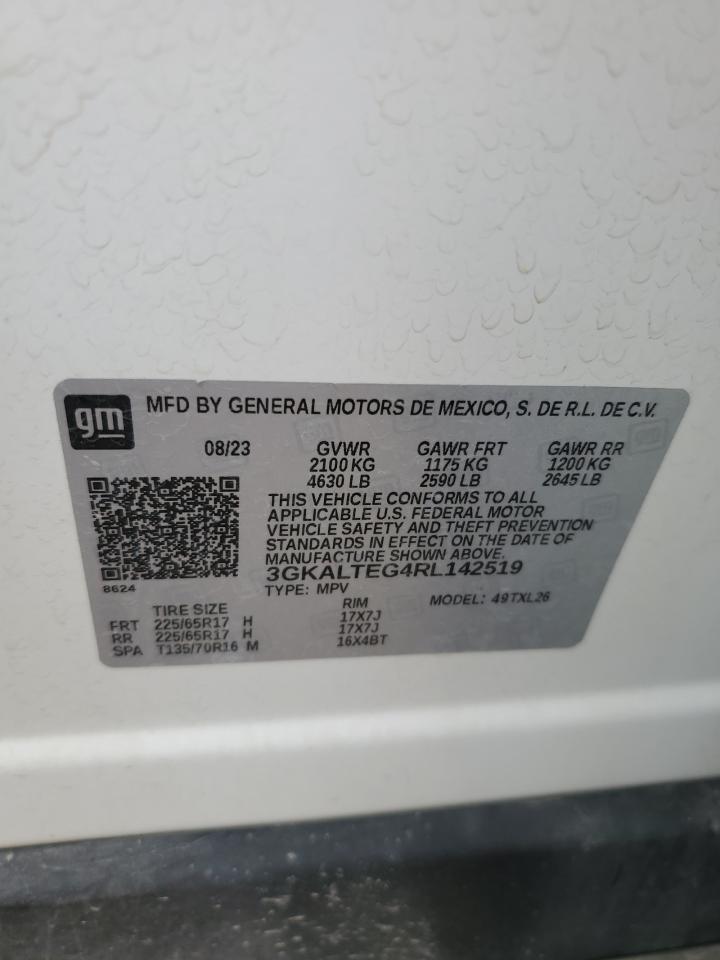 gm MFD BY GENERAL MOTORS DE MEXICO, S. DE R.L. DE C.V.
08/23 GVWR GAWR FRT GAWR RR
2100 KG 1175 KG 1200 KG
4630 LB 2590 LB 2645 LB
THIS VEHICLE CONFORMS TO ALL
APPLICABLE U.S. FEDERAL MOTOR
VEHICLE SAFETY AND THEFT PREVENTION
STANDARDS IN EFFECT ON THE DATE OF
MANUFACTURE SHOWN ABOVE.
3GKALTEG4RL142519
8624 TYPE: MPV MODEL: 49TXL26
TIRE SIZE RIM
FRT 225/65R17 H 17X7J
RR 225/65R17 H 17X7J
SPA T135/70R16 M 16X4BT